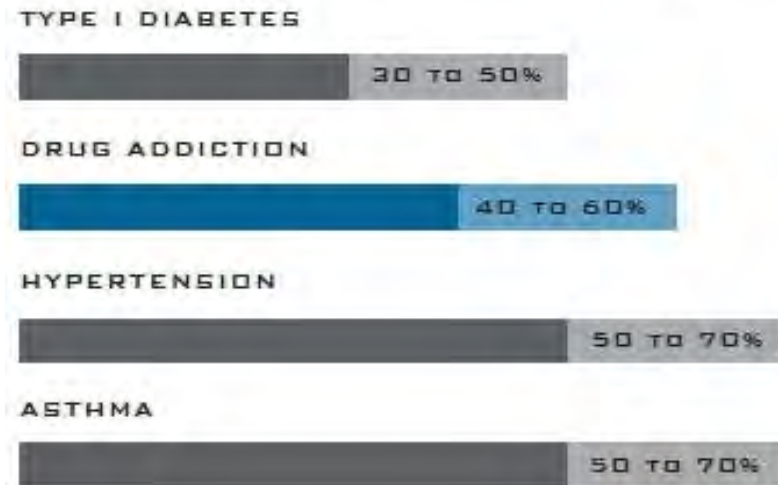 TYPE I DIABETES
30 TO 50%
DRUG ADDICTION
40 TO 60%
HYPERTENSION
50 TO 70%
ASTHMA
50 TO 70%